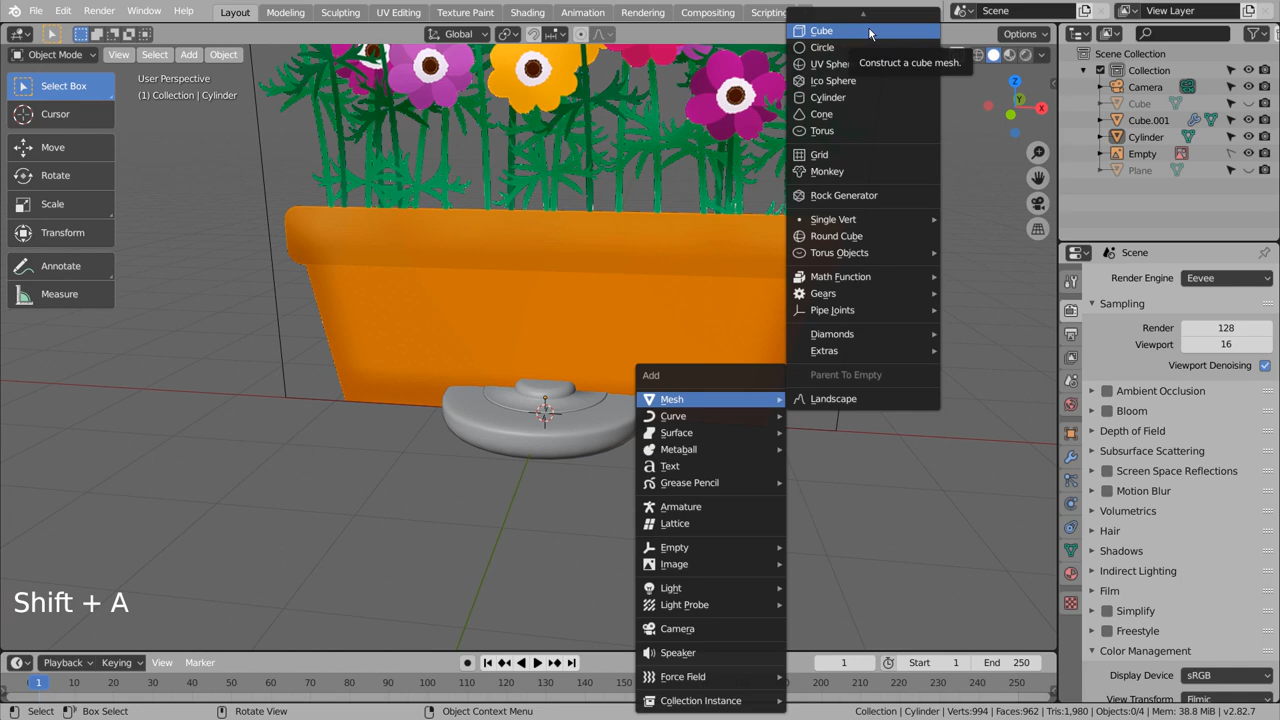 File Edit Render Window Help
Layout Modeling Sculpting UV Editing Texture Paint Shading Animation Rendering Compositing Scripting
Scene
View Layer
Global
Options
Object Mode View Select Add Object
User Perspective
(1) Collection | Cylinder
Select Box
Cursor
Move
Rotate
Scale
Transform
Annotate
Measure
Shift + A
Add
Mesh
Curve
Surface
Metaball
Text
Grease Pencil
Armature
Lattice
Empty
Image
Light
Light Probe
Camera
Speaker
Force Field
Collection Instance
Cube
Circle
UV Sphe
Construct a cube mesh.
Ico Sphere
Cylinder
Cone
Torus
Grid
Monkey
Rock Generator
Single Vert
Round Cube
Torus Objects
Math Function
Gears
Pipe Joints
Diamonds
Extras
Parent To Empty
Landscape
X
Y
Z
Scene Collection
Collection
Camera
Cube
Cube.001
Cylinder
Empty
Plane
Scene
Render Engine Eevee
Sampling
Render 128
Viewport 16
Viewport Denoising
Ambient Occlusion
Bloom
Depth of Field
Subsurface Scattering
Screen Space Reflections
Motion Blur
Volumetrics
Hair
Shadows
Indirect Lighting
Film
Simplify
Freestyle
Color Management
Display Device sRGB
View Transform Filmic
Playback Keying View Marker
1 Start 1 End 250
1 10 20 30 40 50 60 70 80 90 100 110 120 130 140 150 200 210 220 230 240 250
Select Box Select Rotate View Object Context Menu
Collection | Cylinder | Verts:994 | Faces:962 | Tris:1,980 | Objects:0/4 | Mem: 38.8 MiB | v2.82.7